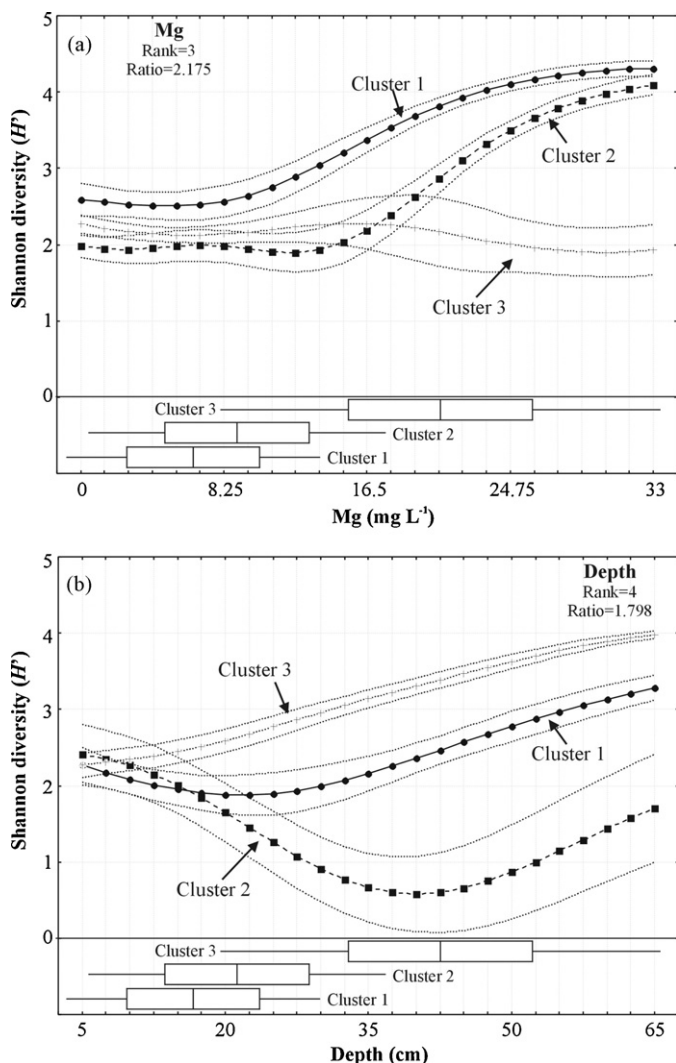 (a)
Mg
Rank=3
Ratio=2.175
Cluster 1
Cluster 2
Cluster 3
Shannon diversity (H')
5
4
3
2
1
0
Cluster 3
Cluster 2
Cluster 1
0 8.25 16.5 24.75 33
Mg (mg L⁻¹)
(b)
Depth
Rank=4
Ratio=1.798
Cluster 3
Cluster 1
Cluster 2
Shannon diversity (H')
5
4
3
2
1
0
Cluster 3
Cluster 2
Cluster 1
5 20 35 50 65
Depth (cm)